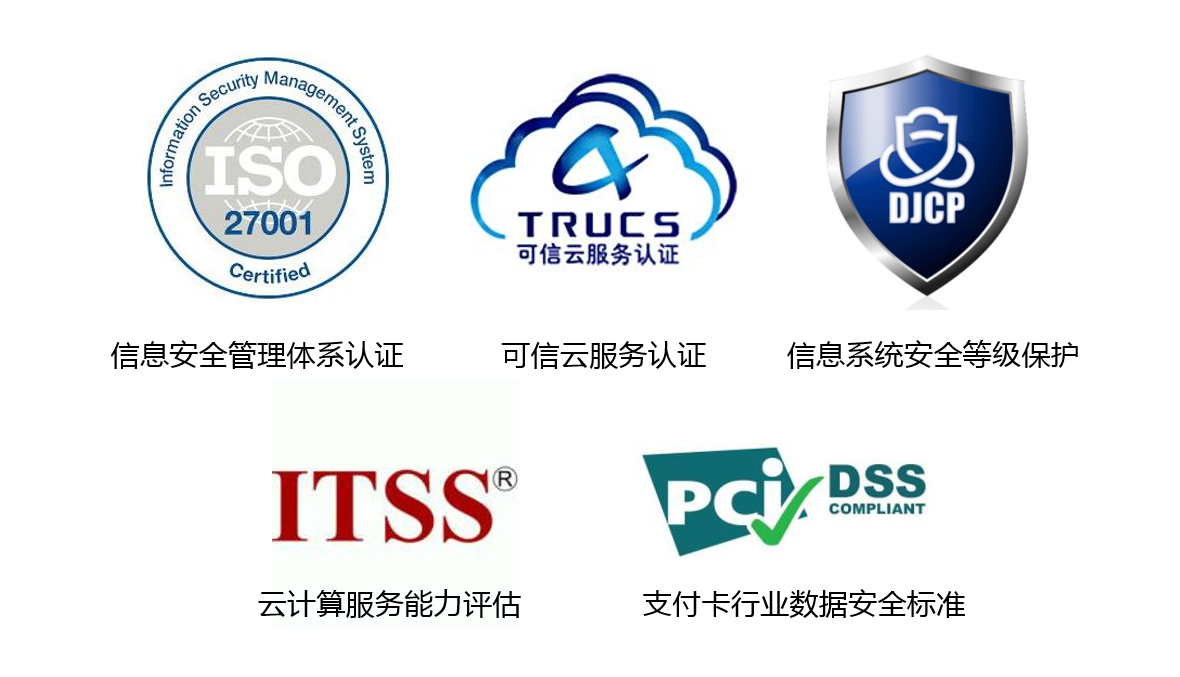 Information Security Management System
ISO
27001
Certified
TRUCS
可信云服务认证
DJCP
信息安全管理体系认证
可信云服务认证
信息系统安全等级保护
ITSS®
PCi DSS
COMPLIANT
云计算服务能力评估
支付卡行业数据安全标准